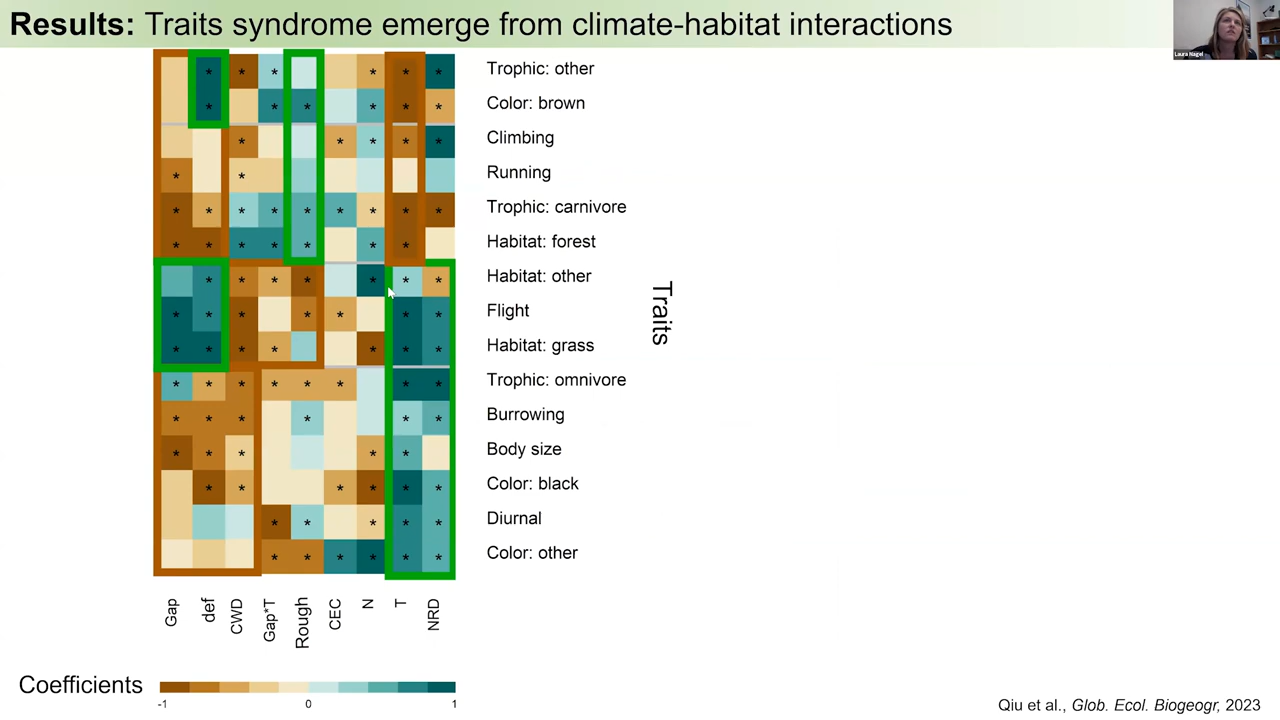 Results: Traits syndrome emerge from climate-habitat interactions
Laura Nagel
Trophic: other
Color: brown
Climbing
Running
Trophic: carnivore
Habitat: forest
Habitat: other
Flight
Habitat: grass
Trophic: omnivore
Burrowing
Body size
Color: black
Diurnal
Color: other
Traits
Gap
def
CWD
Gap*T
Rough
CEC
N
T
NRD
Coefficients
-1
0
1
Qiu et al., Glob. Ecol. Biogeogr, 2023